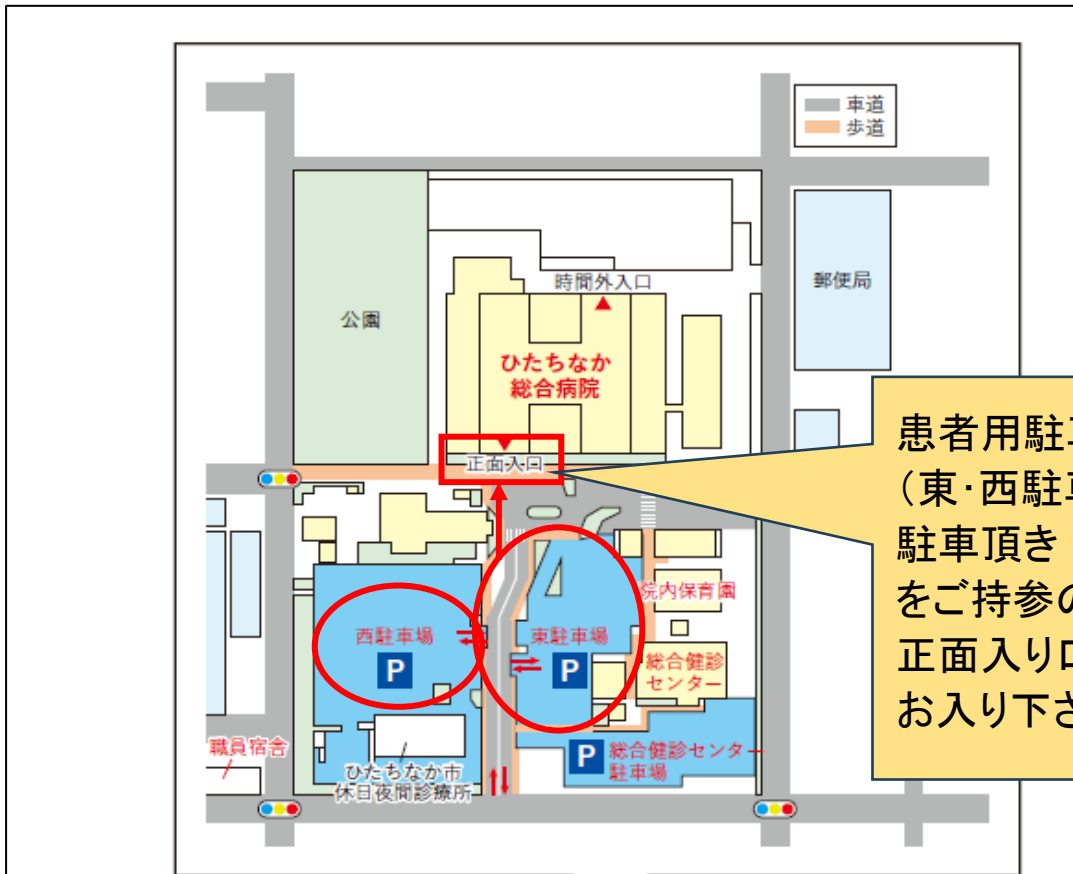 車道
歩道
時間外入口
郵便局
公園
ひたちなか
総合病院
正面入口
患者用駐
（東・西駐
駐車頂き
をご持参の
正面入り口
お入り下さ
院内保育園
西駐車場
P
東駐車場
P
総合健診
センター
職員宿舎
ひたちなか市
休日夜間診療所
P
総合健診センター
駐車場